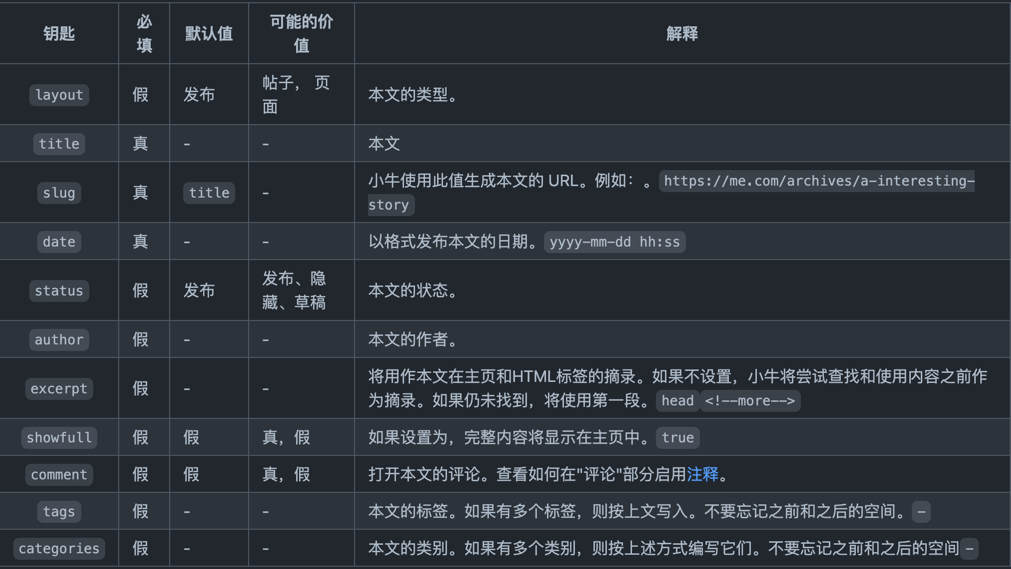 钥匙 必填 默认值 可能的价值 解释
layout 假 发布 帖子， 页面 本文的类型。
title 真 - - 本文
slug 真 title - 小牛使用此值生成本文的 URL。例如：。https://me.com/archives/a-interesting-story
date 真 - - 以格式发布本文的日期。yyyy-mm-dd hh:ss
status 假 发布 发布、隐藏、草稿 本文的状态。
author 假 - - 本文的作者。
excerpt 假 - - 将用作本文在主页和HTML标签的摘录。如果不设置，小牛将尝试查找和使用内容之前作为摘录。如果仍未找到，将使用第一段。head <!--more-->
showfull 假 假 真，假 如果设置为，完整内容将显示在主页中。true
comment 假 假 真，假 打开本文的评论。查看如何在"评论"部分启用注释。
tags 假 - - 本文的标签。如果有多个标签，则按上文写入。不要忘记之前和之后的空间。-
categories 假 - - 本文的类别。如果有多个类别，则按上述方式编写它们。不要忘记之前和之后的空间-